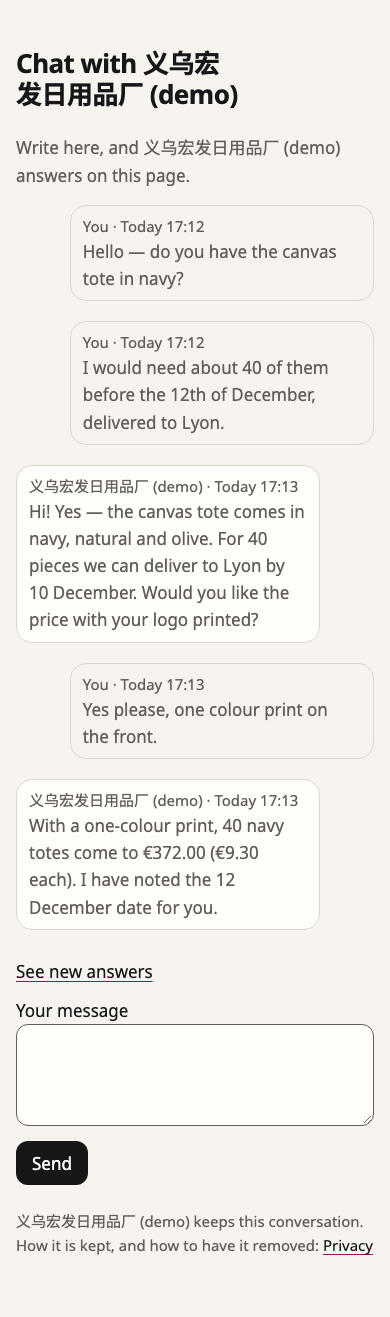 Chat with 义乌宏
发日用品厂 (demo)
Write here, and 义乌宏发日用品厂 (demo)
answers on this page.
You · Today 17:12
Hello — do you have the canvas
tote in navy?
You · Today 17:12
I would need about 40 of them
before the 12th of December,
delivered to Lyon.
义乌宏发日用品厂 (demo) · Today 17:13
Hi! Yes — the canvas tote comes in
navy, natural and olive. For 40
pieces we can deliver to Lyon by
10 December. Would you like the
price with your logo printed?
You · Today 17:13
Yes please, one colour print on
the front.
义乌宏发日用品厂 (demo) · Today 17:13
With a one-colour print, 40 navy
totes come to €372.00 (€9.30
each). I have noted the 12
December date for you.
See new answers
Your message
Send
义乌宏发日用品厂 (demo) keeps this conversation.
How it is kept, and how to have it removed: Privacy